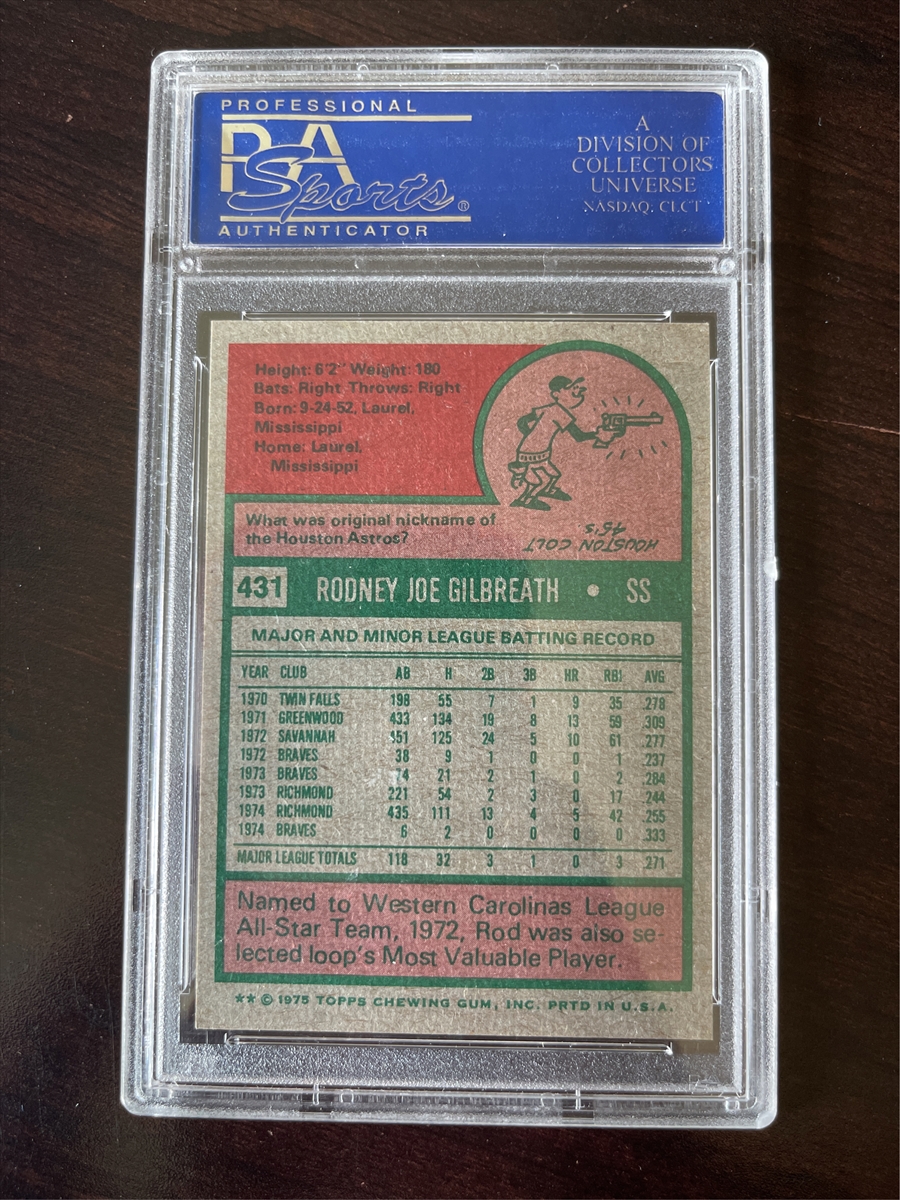 PROFESSIONAL
PSA
Sports ®
AUTHENTICATOR
A
DIVISION OF
COLLECTORS
UNIVERSE
NASDAQ: CLCT
Height: 6'2" Weight: 180
Bats: Right Throws: Right
Born: 9-24-52, Laurel,
Mississippi
Home: Laurel,
Mississippi
What was original nickname of
the Houston Astros?
HOUSTON COLT
45's
431 RODNEY JOE GILBREATH • SS
MAJOR AND MINOR LEAGUE BATTING RECORD
YEAR CLUB AB H 2B 3B HR RBI AVG
1970 TWIN FALLS 198 55 7 1 9 35 .278
1971 GREENWOOD 433 134 19 8 13 59 .309
1972 SAVANNAH 451 125 24 5 10 61 .277
1972 BRAVES 38 9 1 0 0 1 .237
1973 BRAVES 74 21 2 1 0 2 .284
1973 RICHMOND 221 54 2 3 0 17 .244
1974 RICHMOND 435 111 13 4 5 42 .255
1974 BRAVES 6 2 0 0 0 0 .333
MAJOR LEAGUE TOTALS 118 32 3 1 0 3 .271
Named to Western Carolinas League
All-Star Team, 1972, Rod was also se-
lected loop's Most Valuable Player.
** © 1975 TOPPS CHEWING GUM, INC. PRTD IN U.S.A.